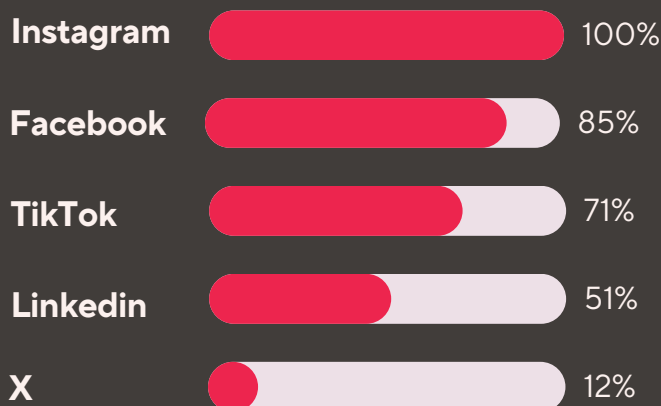 Instagram 100%
Facebook 85%
TikTok 71%
Linkedin 51%
X 12%